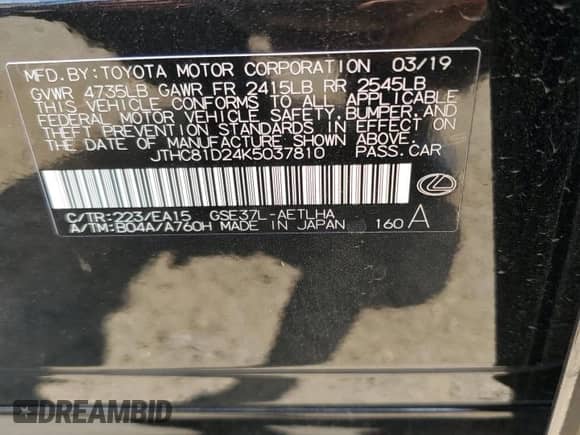 MFD. BY: TOYOTA MOTOR CORPORATION 03/19
GVWR 4735LB GAWR FR 2415LB RR 2545LB
THIS VEHICLE CONFORMS TO ALL APPLICABLE
FEDERAL MOTOR VEHICLE SAFETY, BUMPER, AND
THEFT PREVENTION STANDARDS IN EFFECT ON
THE DATE OF MANUFACTURE SHOWN ABOVE.
JTHC81D24K5037810 PASS. CAR
C/TR: 223/EA15 GSE37L-AETLHA
A/TM: B04A/A760H MADE IN JAPAN 160 A
DREAMBID